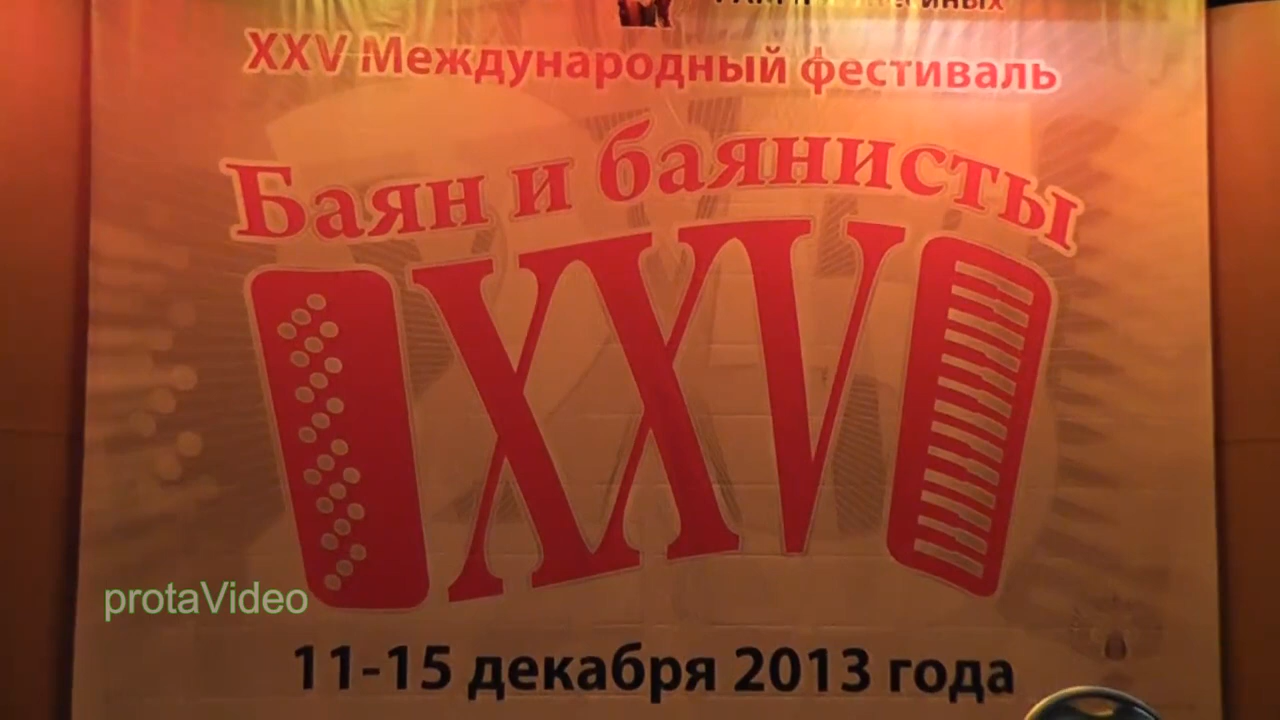 XXV Международный фестиваль
Баян и баянисты
XXV
protaVideo
11-15 декабря 2013 года